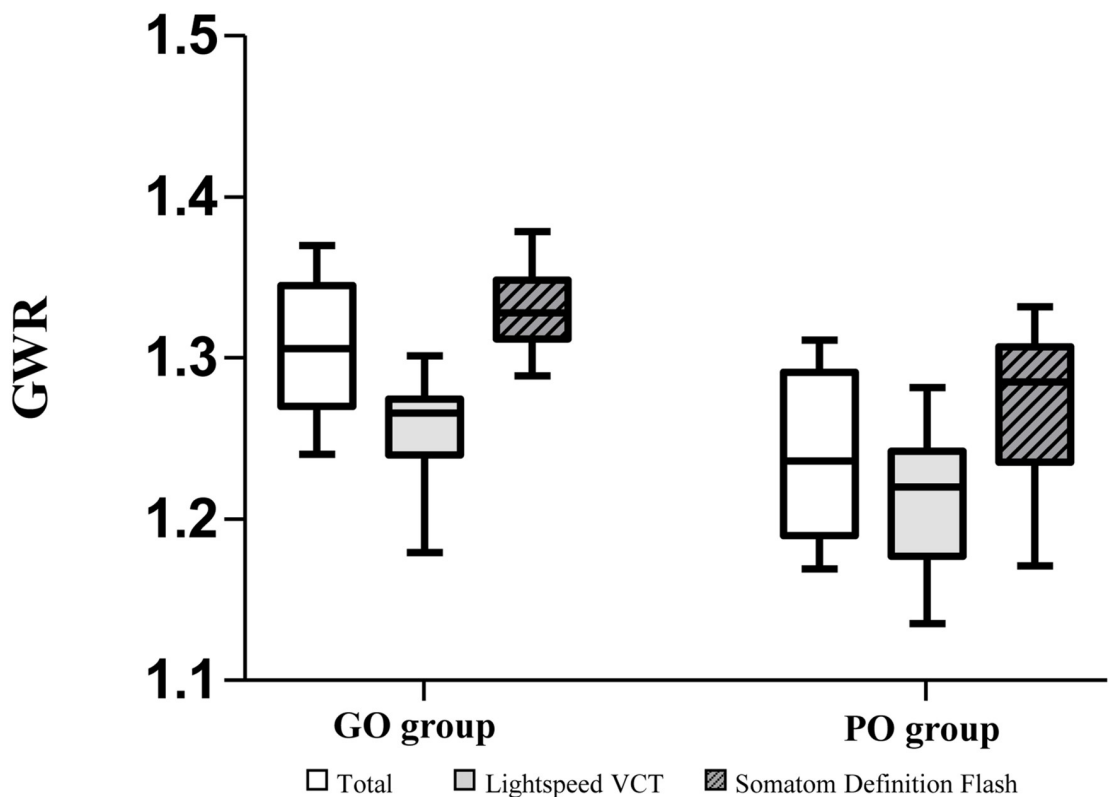 1.5
1.4
1.3
1.2
1.1
GWR
GO group
PO group
Total
Lightspeed VCT
Somatom Definition Flash